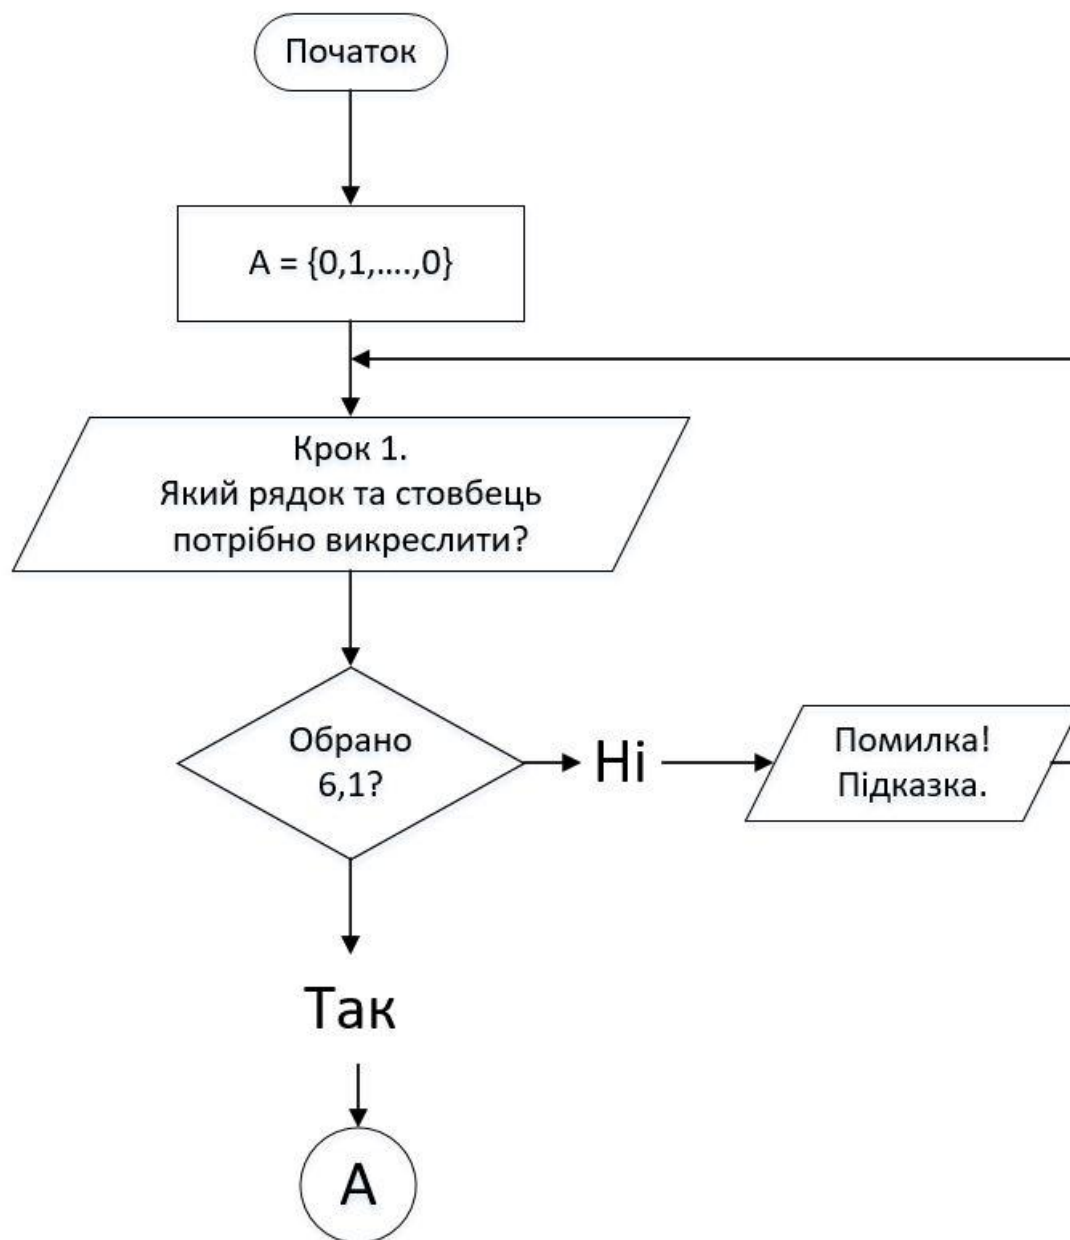 Початок
A = {0,1,....,0}
Крок 1.
Який рядок та стовбець
потрібно викреслити?
Обрано
6,1?
Ні
Помилка!
Підказка.
Так
А